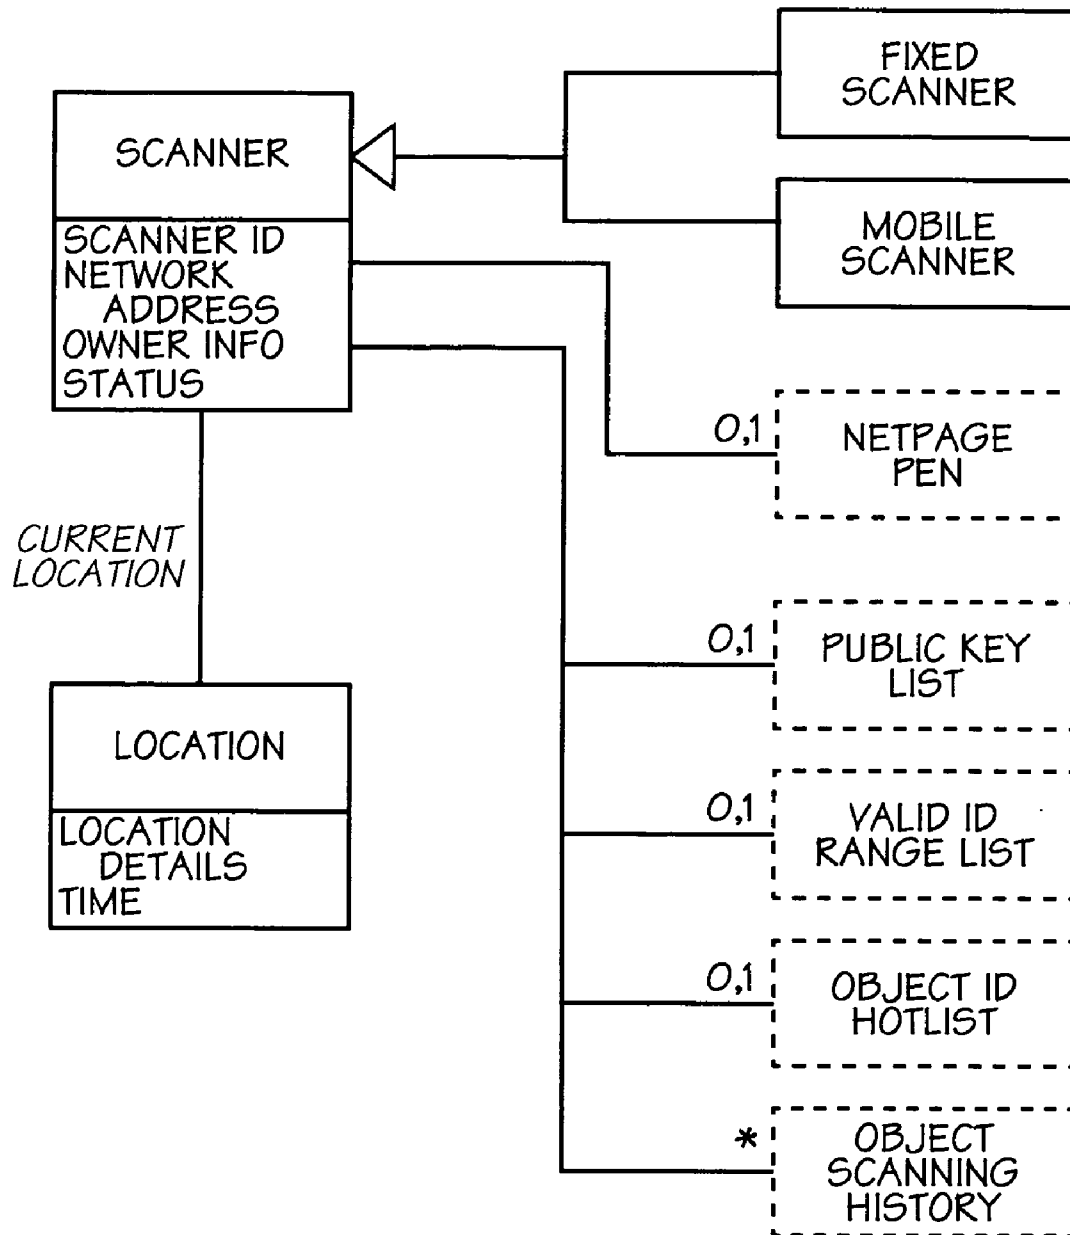 FIXED
SCANNER
SCANNER
SCANNER ID
NETWORK
ADDRESS
OWNER INFO
STATUS
MOBILE
SCANNER
0,1
NETPAGE
PEN
CURRENT
LOCATION
0,1
PUBLIC KEY
LIST
LOCATION
LOCATION
DETAILS
TIME
0,1
VALID ID
RANGE LIST
0,1
OBJECT ID
HOTLIST
*
OBJECT
SCANNING
HISTORY